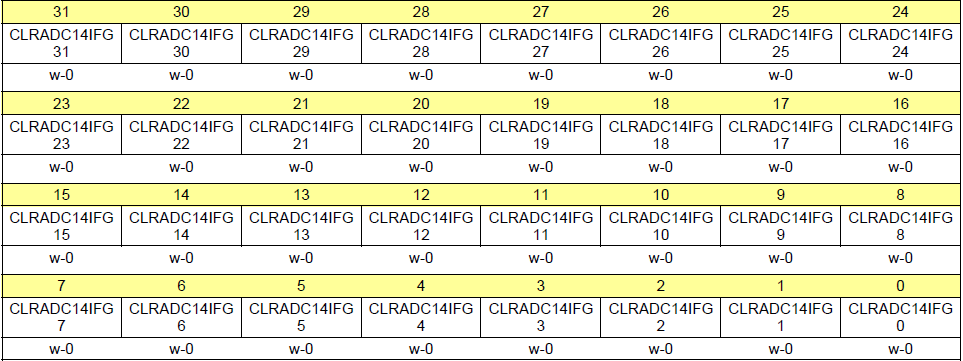 31 30 29 28 27 26 25 24
CLRADC14IFG CLRADC14IFG CLRADC14IFG CLRADC14IFG CLRADC14IFG CLRADC14IFG CLRADC14IFG CLRADC14IFG
31 30 29 28 27 26 25 24
w-0 w-0 w-0 w-0 w-0 w-0 w-0 w-0
23 22 21 20 19 18 17 16
CLRADC14IFG CLRADC14IFG CLRADC14IFG CLRADC14IFG CLRADC14IFG CLRADC14IFG CLRADC14IFG CLRADC14IFG
23 22 21 20 19 18 17 16
w-0 w-0 w-0 w-0 w-0 w-0 w-0 w-0
15 14 13 12 11 10 9 8
CLRADC14IFG CLRADC14IFG CLRADC14IFG CLRADC14IFG CLRADC14IFG CLRADC14IFG CLRADC14IFG CLRADC14IFG
15 14 13 12 11 10 9 8
w-0 w-0 w-0 w-0 w-0 w-0 w-0 w-0
7 6 5 4 3 2 1 0
CLRADC14IFG CLRADC14IFG CLRADC14IFG CLRADC14IFG CLRADC14IFG CLRADC14IFG CLRADC14IFG CLRADC14IFG
7 6 5 4 3 2 1 0
w-0 w-0 w-0 w-0 w-0 w-0 w-0 w-0